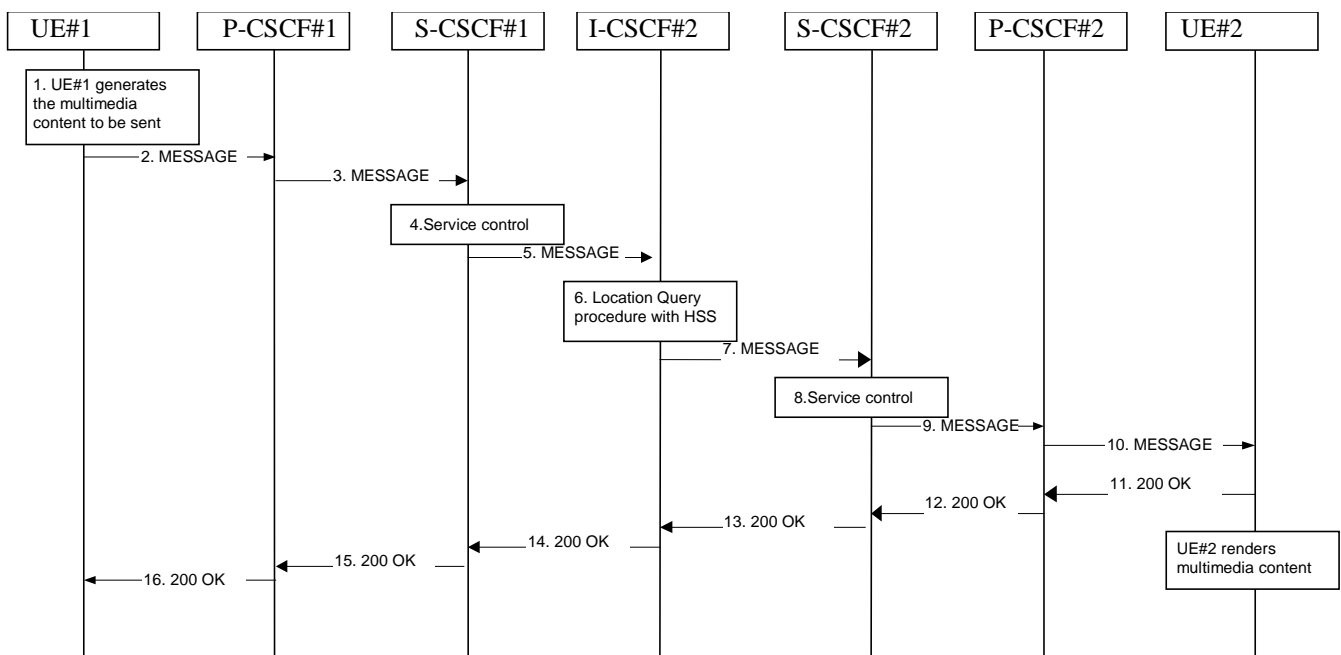 UE#1
P-CSCF#1
S-CSCF#1
I-CSCF#2
S-CSCF#2
P-CSCF#2
UE#2
1. UE#1 generates
the multimedia
content to be sent
2. MESSAGE
3. MESSAGE
4.Service control
5. MESSAGE
6. Location Query
procedure with HSS
7. MESSAGE
8.Service control
9. MESSAGE
10. MESSAGE
11. 200 OK
12. 200 OK
13. 200 OK
14. 200 OK
15. 200 OK
16. 200 OK
UE#2 renders
multimedia content